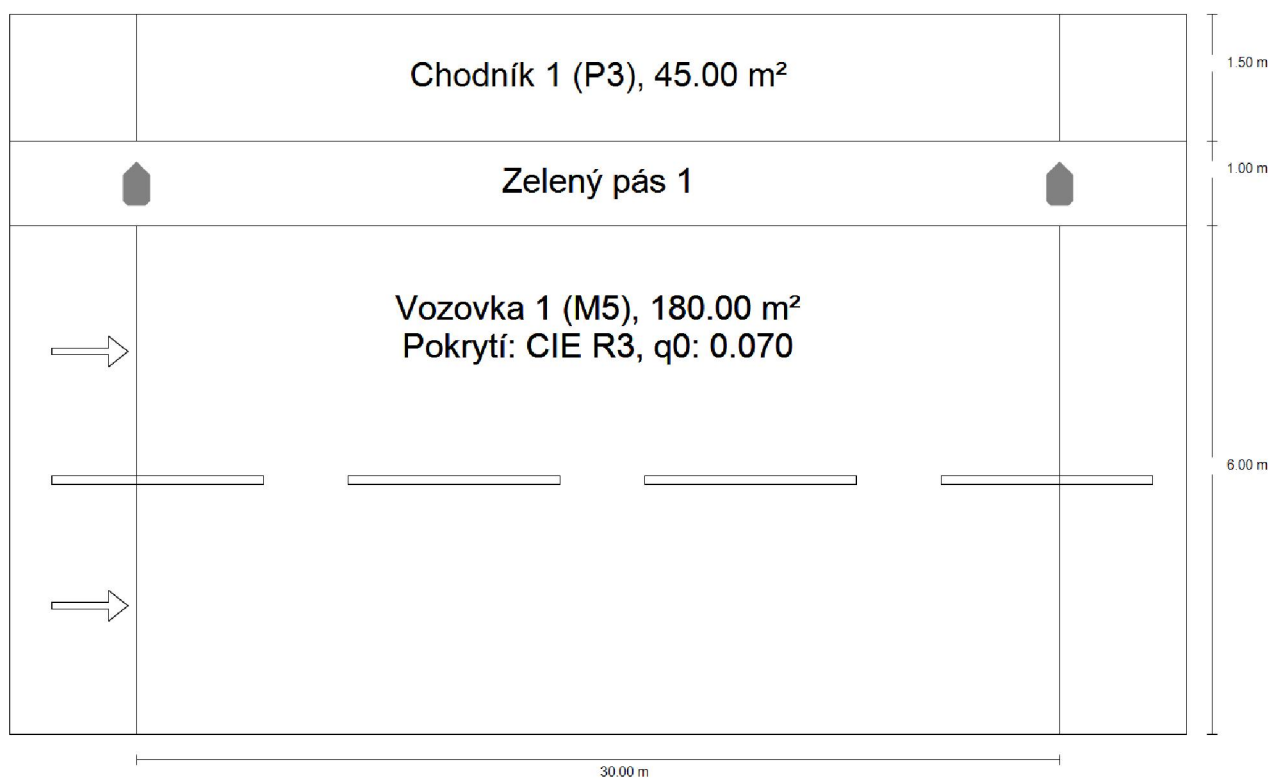 Chodník 1 (P3), 45.00 m²
1.50 m
Zelený pás 1
1.00 m
Vozovka 1 (M5), 180.00 m²
Pokrytí: CIE R3, q0: 0.070
6.00 m
30.00 m